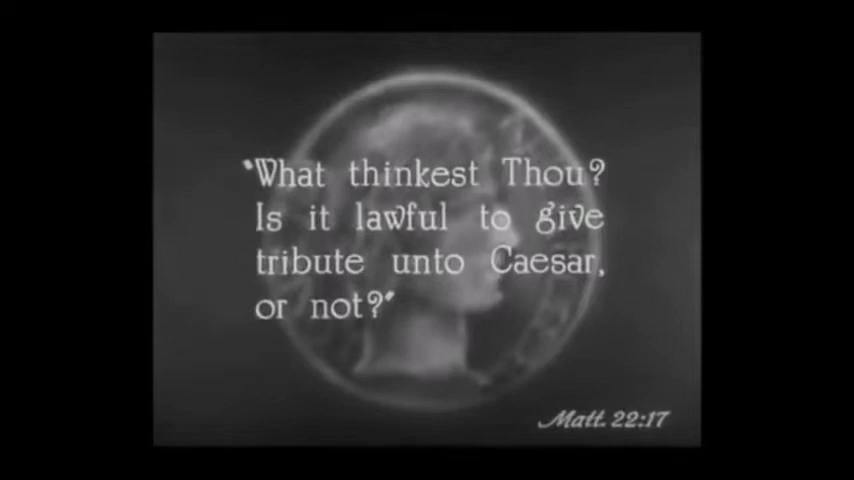 "What thinkest Thou?
Is it lawful to give
tribute unto Caesar,
or not?"
Matt. 22:17